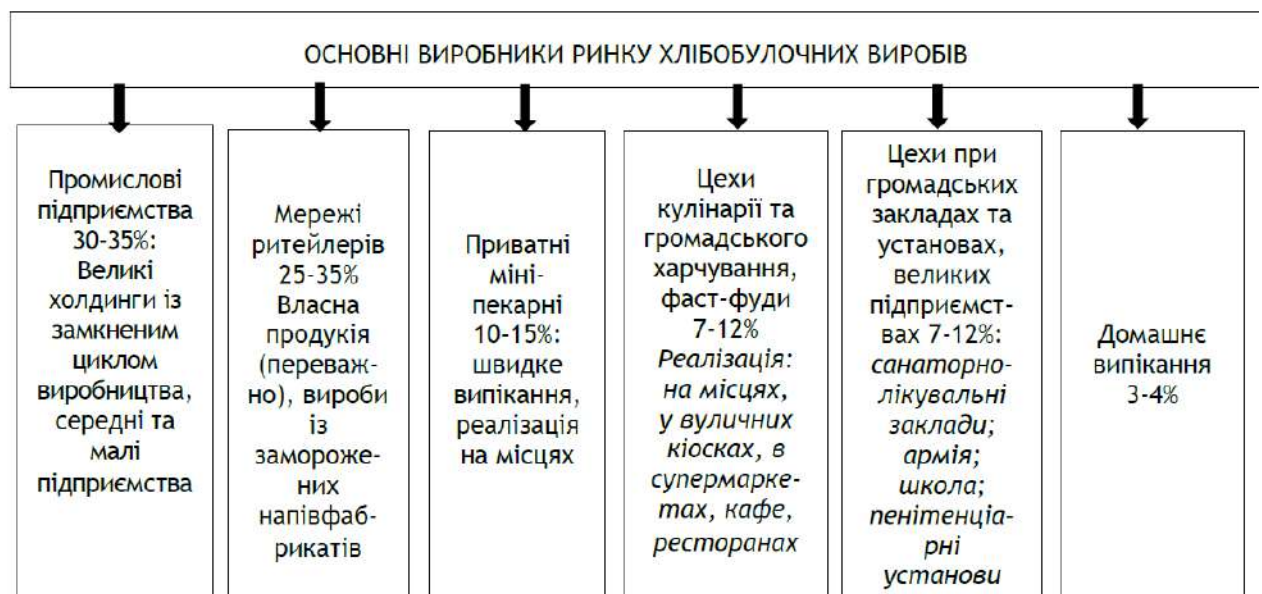 ОСНОВНІ ВИРОБНИКИ РИНКУ ХЛІБОБУЛОЧНИХ ВИРОБІВ
Промислові
підприємства
30-35%:
Великі
холдинги із
замкненим
циклом
виробництва,
середні та
малі
підприємства
Мережі
ритейлерів
25-35%
Власна
продукія
(переваж-
но), вироби
із
замороже-
них
напівфаб-
рикатів
Приватні
міні-
пекарні
10-15%:
швидке
випікання,
реалізація
на місцях
Цехи
кулінарії та
громадського
харчування,
фаст-фуди
7-12%
Реалізація:
на місцях,
у вуличних
кіосках, в
супермарке-
тах, кафе,
ресторанах
Цехи при
громадських
закладах та
установах,
великих
підприємст-
вах 7-12%:
санаторно-
лікувальні
заклади;
армія;
школа;
пенітенціа-
рні
установи
Домашнє
випікання
3-4%